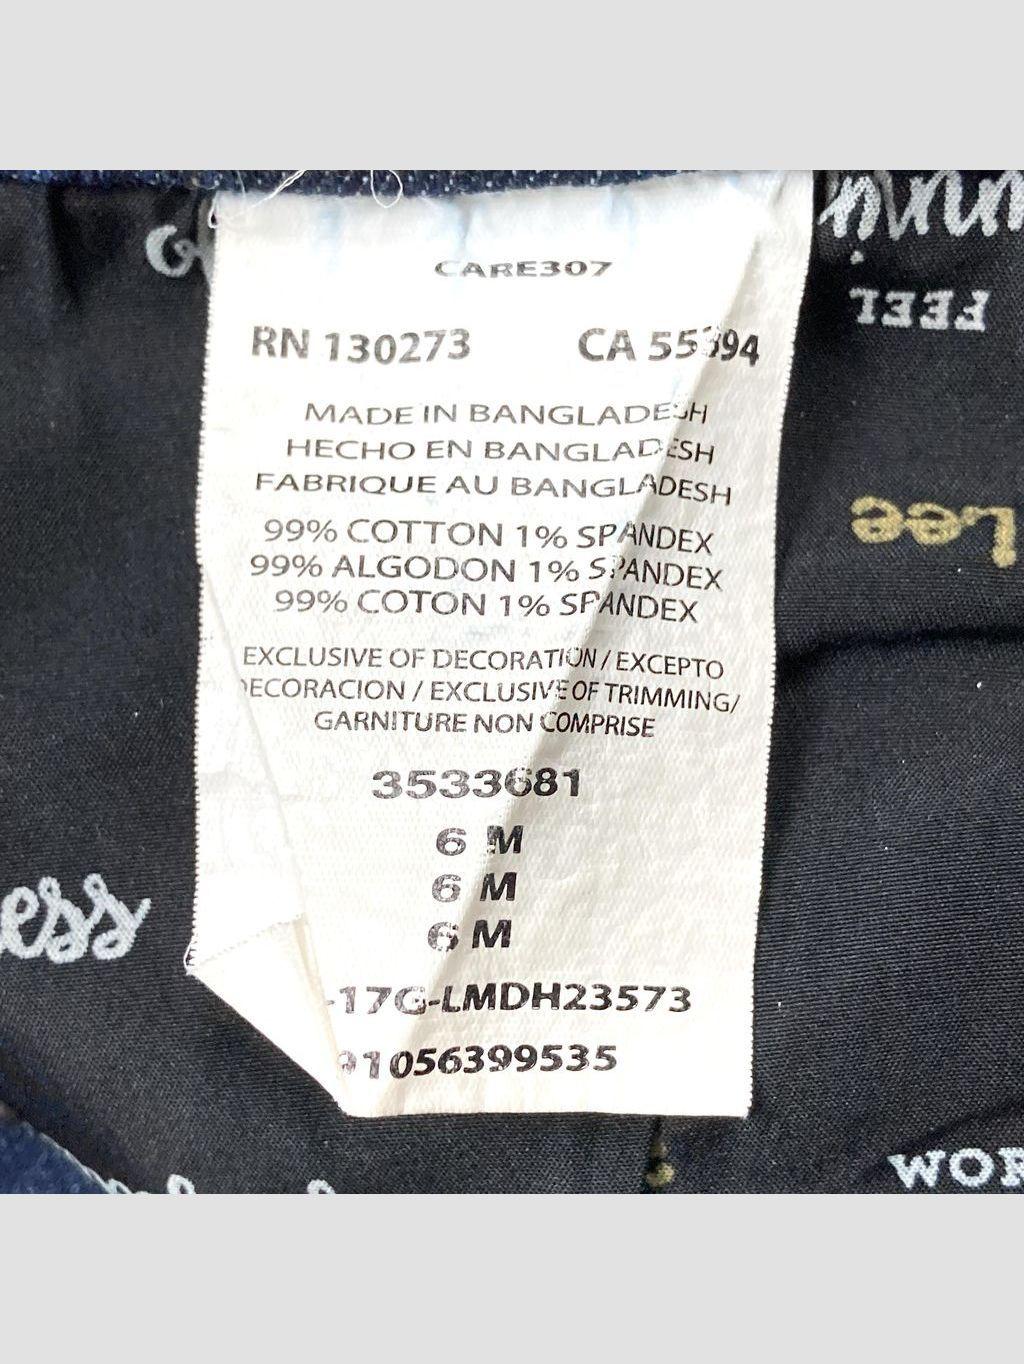 CARE307
RN 130273 CA 55394
MADE IN BANGLADESH
HECHO EN BANGLADESH
FABRIQUE AU BANGLADESH
99% COTTON 1% SPANDEX
99% ALGODON 1% SPANDEX
99% COTON 1% SPANDEX
EXCLUSIVE OF DECORATION / EXCEPTO
DECORACION / EXCLUSIVE OF TRIMMING/
GARNITURE NON COMPRISE
3533681
6 M
6 M
6 M
-17G-LMDH23573
91056399535
FEEL
Lee
ess
WOR